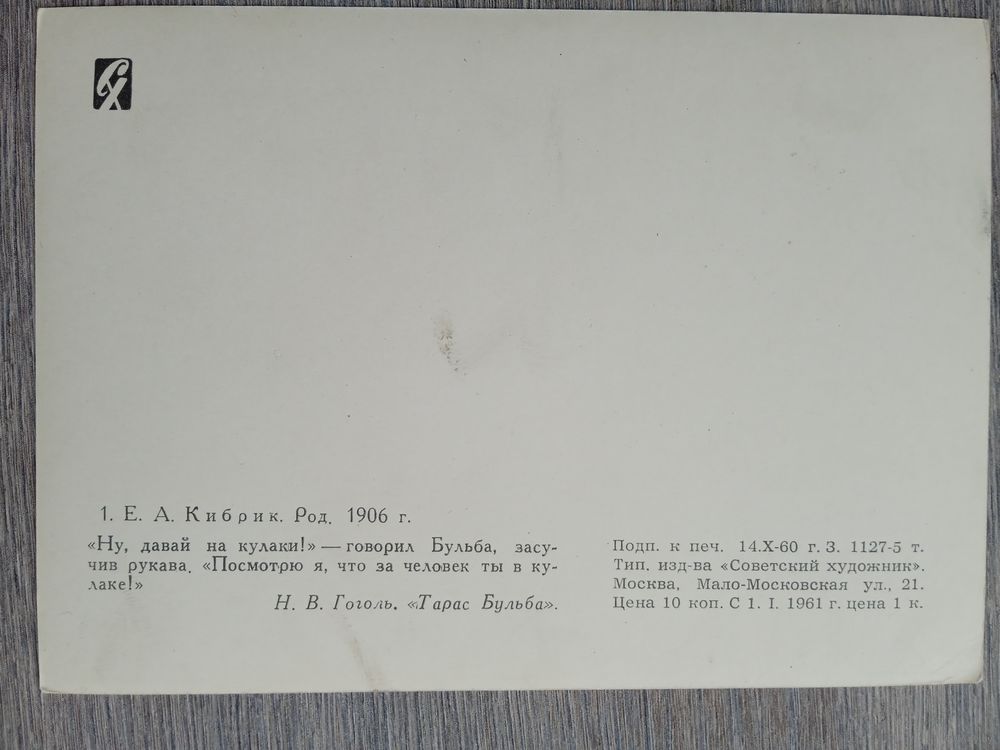 СХ
1. Е. А. Кибрик. Род. 1906 г.
«Ну, давай на кулаки!» — говорил Бульба, засу-
чив рукава. «Посмотрю я, что за человек ты в ку-
лаке!»
Н. В. Гоголь. «Тарас Бульба».
Подп. к печ. 14.X-60 г. З. 1127-5 т.
Тип. изд-ва «Советский художник».
Москва, Мало-Московская ул., 21.
Цена 10 коп. С 1. I. 1961 г. цена 1 к.